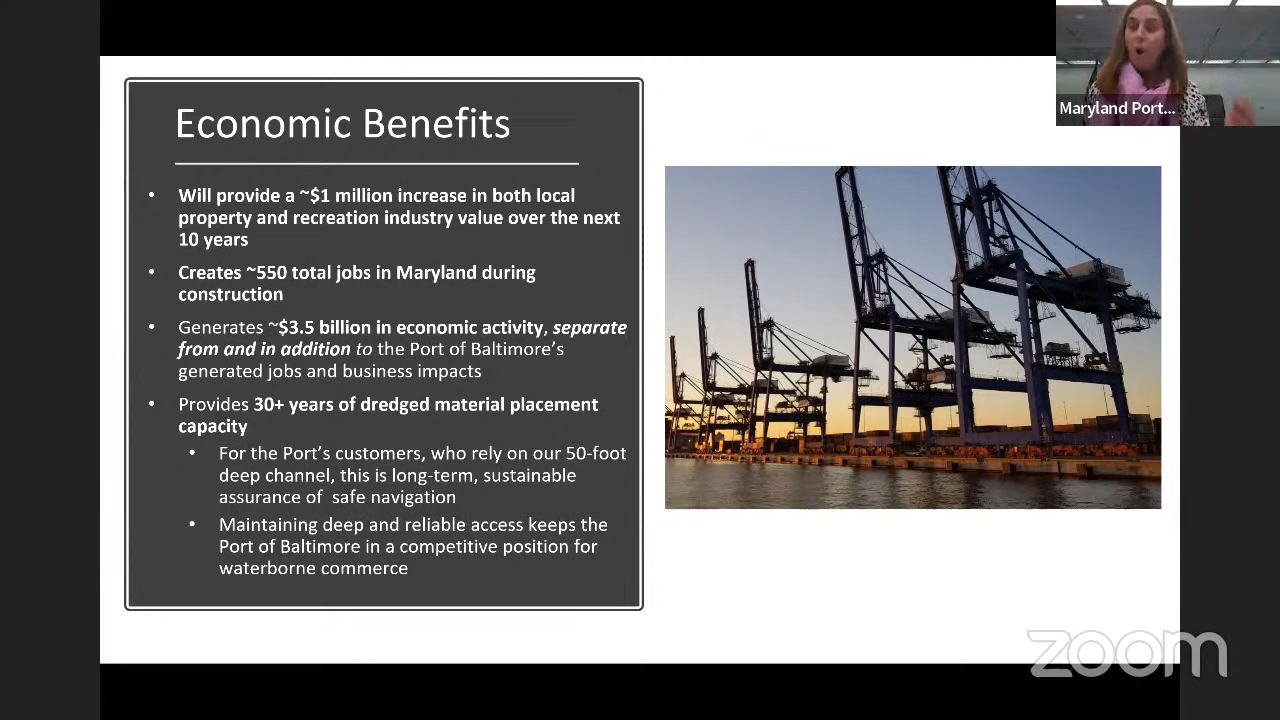 Maryland Port...
Economic Benefits
• Will provide a ~$1 million increase in both local
property and recreation industry value over the next
10 years
• Creates ~550 total jobs in Maryland during
construction
• Generates ~$3.5 billion in economic activity, separate
from and in addition to the Port of Baltimore’s
generated jobs and business impacts
• Provides 30+ years of dredged material placement
capacity
• For the Port’s customers, who rely on our 50-foot
deep channel, this is long-term, sustainable
assurance of safe navigation
• Maintaining deep and reliable access keeps the
Port of Baltimore in a competitive position for
waterborne commerce
zoom